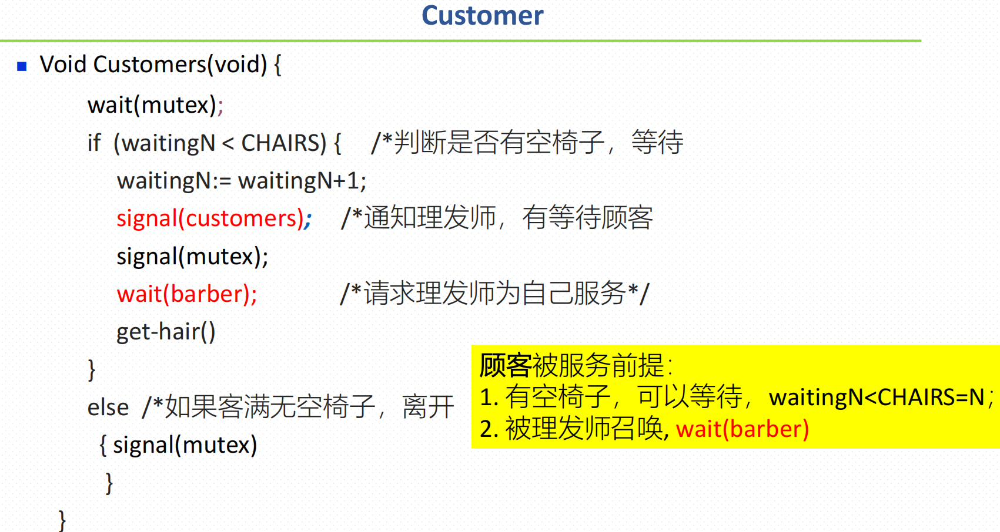 Customer
Void Customers(void) {
wait(mutex);
if (waitingN < CHAIRS) { /*判断是否有空椅子，等待
waitingN:= waitingN+1;
signal(customers); /*通知理发师，有等待顾客
signal(mutex);
wait(barber); /*请求理发师为自己服务*/
get-hair()
}
else /*如果客满无空椅子，离开
{ signal(mutex)
}
}
顾客被服务前提：
1. 有空椅子，可以等待，waitingN<CHAIRS=N；
2. 被理发师召唤, wait(barber)